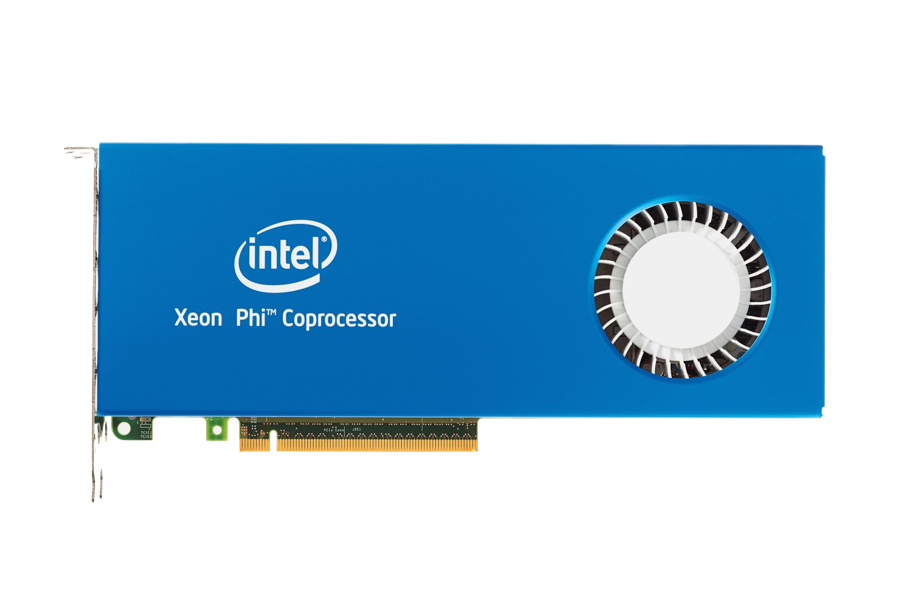 intel®
Xeon Phi™ Coprocessor